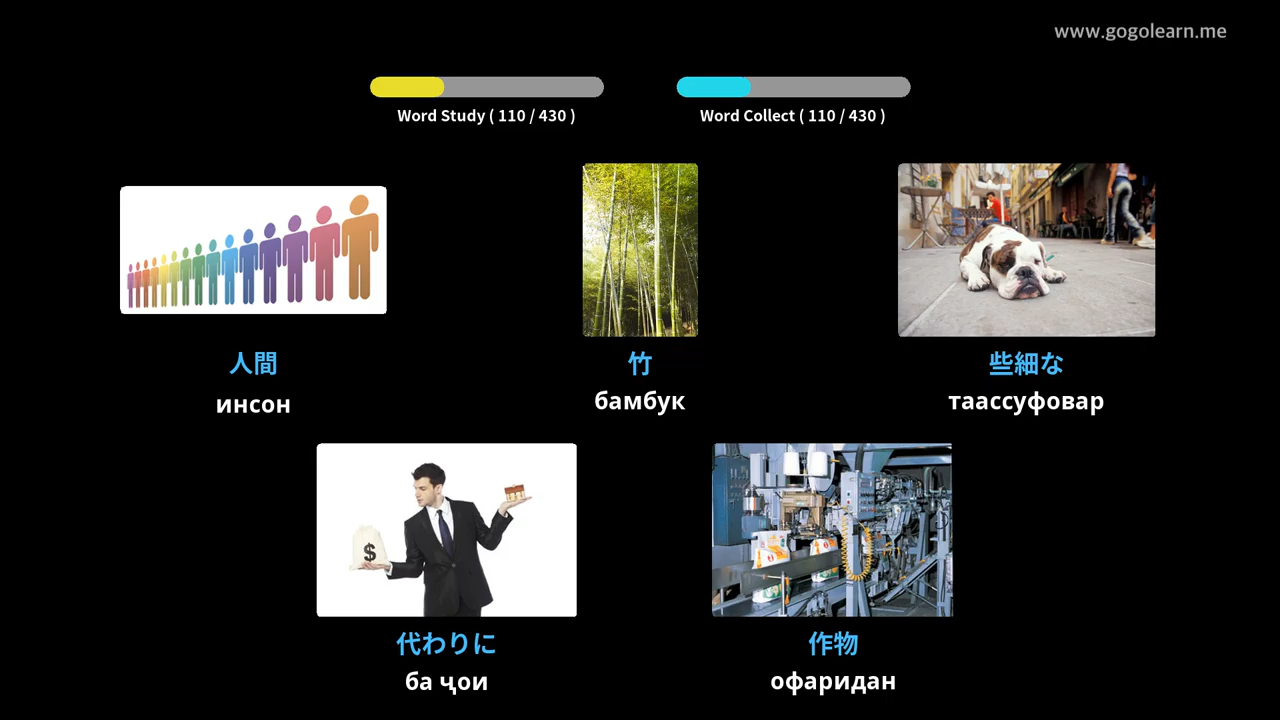 www.gogolearn.me
Word Study ( 110 / 430 )
Word Collect ( 110 / 430 )
人間
инсон
竹
бамбук
些細な
таассуфовар
$
代わりに
ба ҷои
作物
офаридан